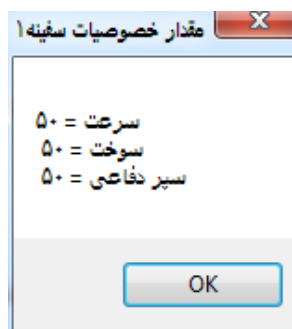 مقدار خصوصیات سفینه۱
سرعت = ۵۰
سوخت = ۵۰
سپر دفاعی = ۵۰
OK